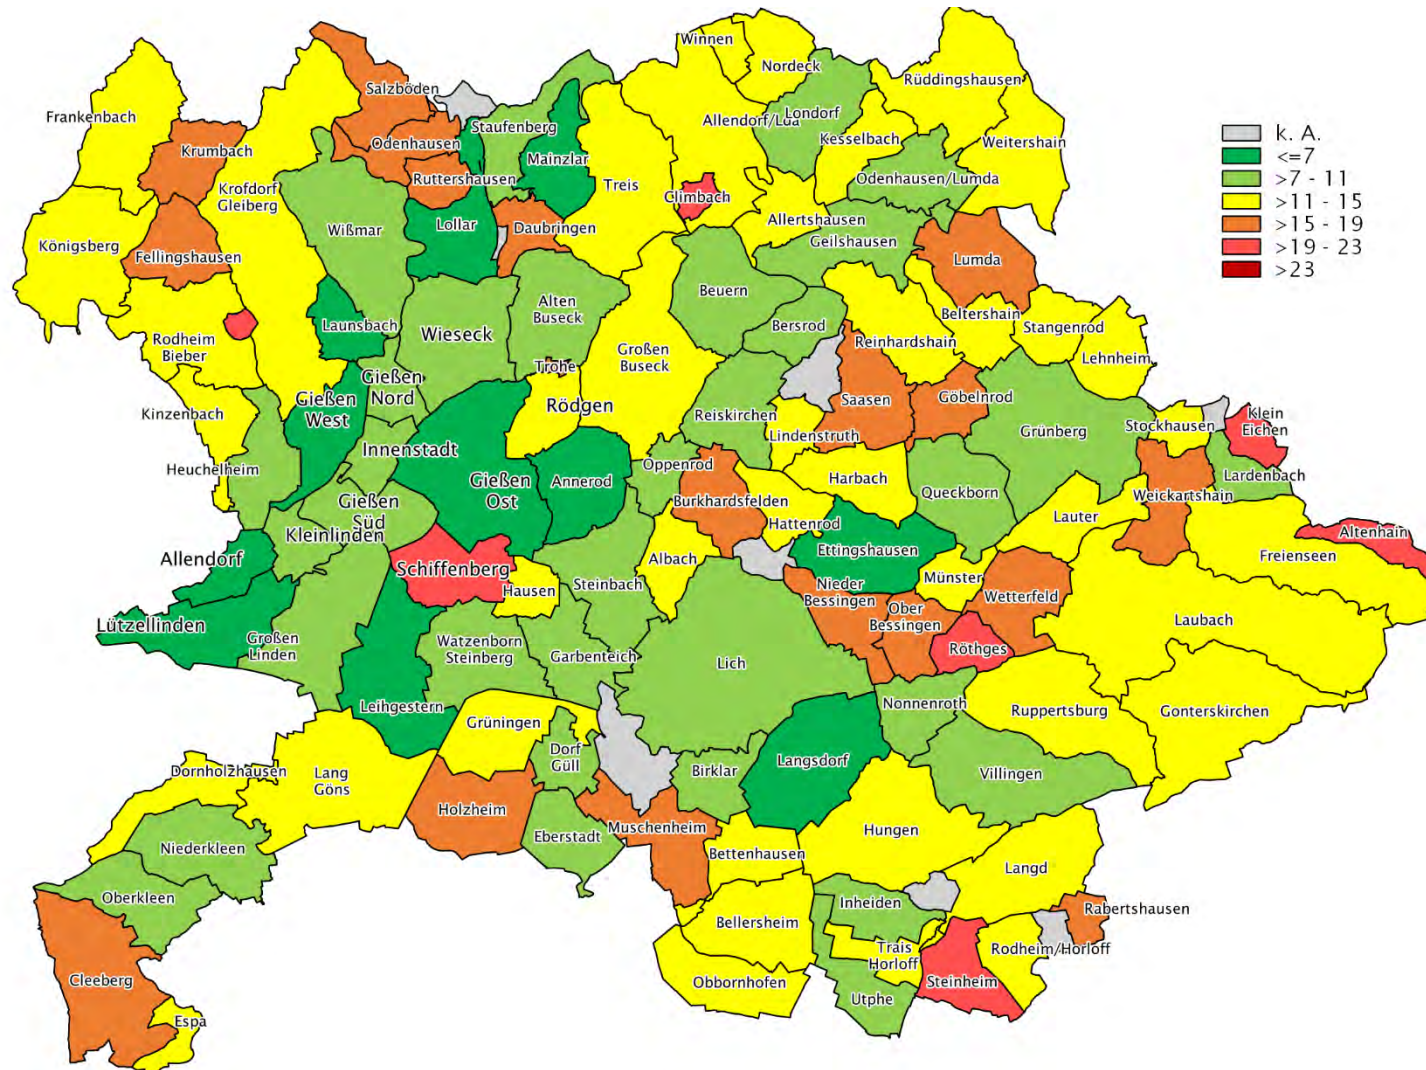 Winnen
Nordeck
Rüddingshausen
Salzböden
Frankenbach
Londorf
Allendorf/Lda
Staufenberg
Kesselbach
Weitershain
Odenhausen
Krumbach
Mainzlar
Ruttershausen
Treis
Odenhausen/Lumda
Krofdorf
Gleiberg
Climbach
Allertshausen
Lollar
Daubringen
Wißmar
Königsberg
Geilshausen
Fellingshausen
Lumda
Beuern
Alten
Buseck
Beltershain
Launsbach
Bersrod
Stangenrod
Wieseck
Rodheim
Bieber
Reinhardshain
Großen
Buseck
Lehnheim
Trohe
Gießen
Nord
Göbelnrod
Saasen
Gießen
West
Rödgen
Kinzenbach
Reiskirchen
Klein
Eichen
Stockhausen
Grünberg
Lindenstruth
Innenstadt
Heuchelheim
Oppenrod
Lardenbach
Harbach
Gießen
Ost
Annerod
Queckborn
Weickartshain
Burkhardsfelden
Gießen
Süd
Lauter
Hattenrod
Kleinlinden
Altenhain
Ettingshausen
Freienseen
Allendorf
Albach
Schiffenberg
Münster
Steinbach
Hausen
Nieder
Bessingen
Wetterfeld
Ober
Bessingen
Lützellinden
Laubach
Großen
Linden
Watzenborn
Steinberg
Röthges
Garbenteich
Lich
Nonnenroth
Leihgestern
Ruppertsburg
Gonterskirchen
Grüningen
Dorf
Güll
Langsdorf
Birklar
Villingen
Dornholzhausen
Lang
Göns
Holzheim
Muschenheim
Hungen
Eberstadt
Niederkleen
Bettenhausen
Langd
Oberkleen
Inheiden
Rabertshausen
Bellersheim
Trais
Horloff
Rodheim/Horloff
Cleeberg
Obbornhofen
Steinheim
Utphe
Espa
k. A.
<=7
>7 - 11
>11 - 15
>15 - 19
>19 - 23
>23